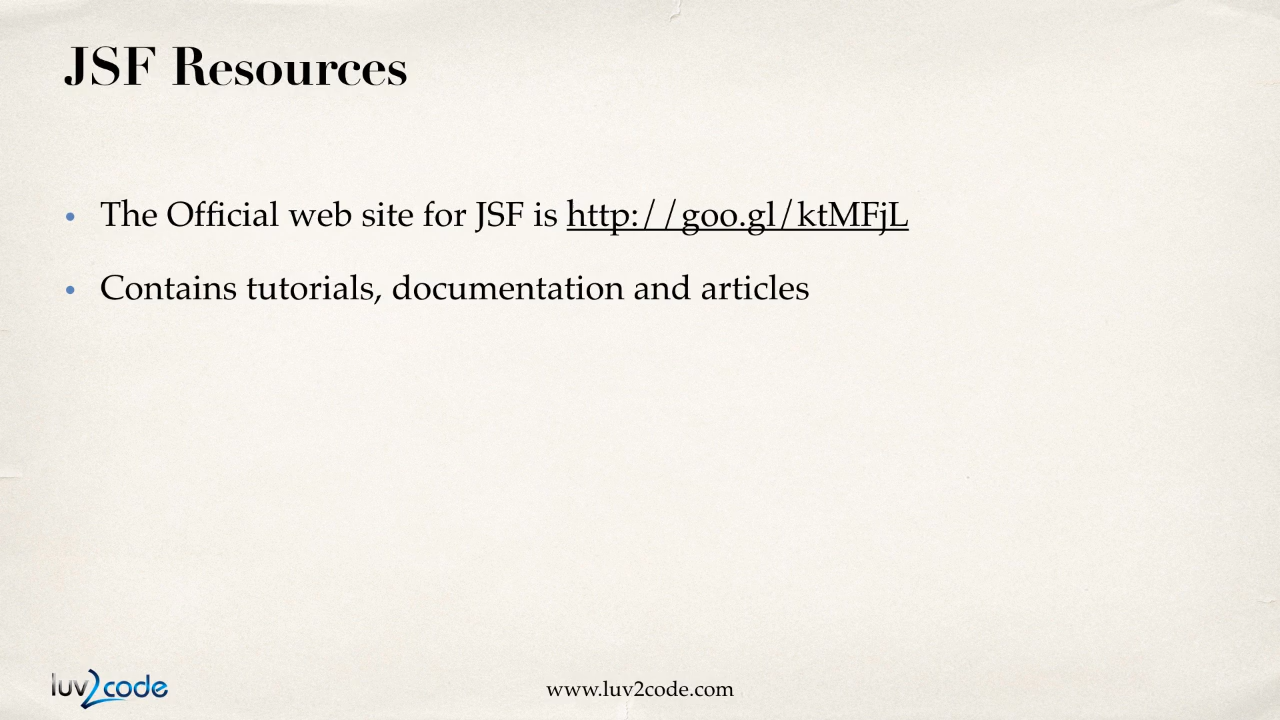 JSF Resources
• The Official web site for JSF is http://goo.gl/ktMFjL
• Contains tutorials, documentation and articles
luv2code
www.luv2code.com